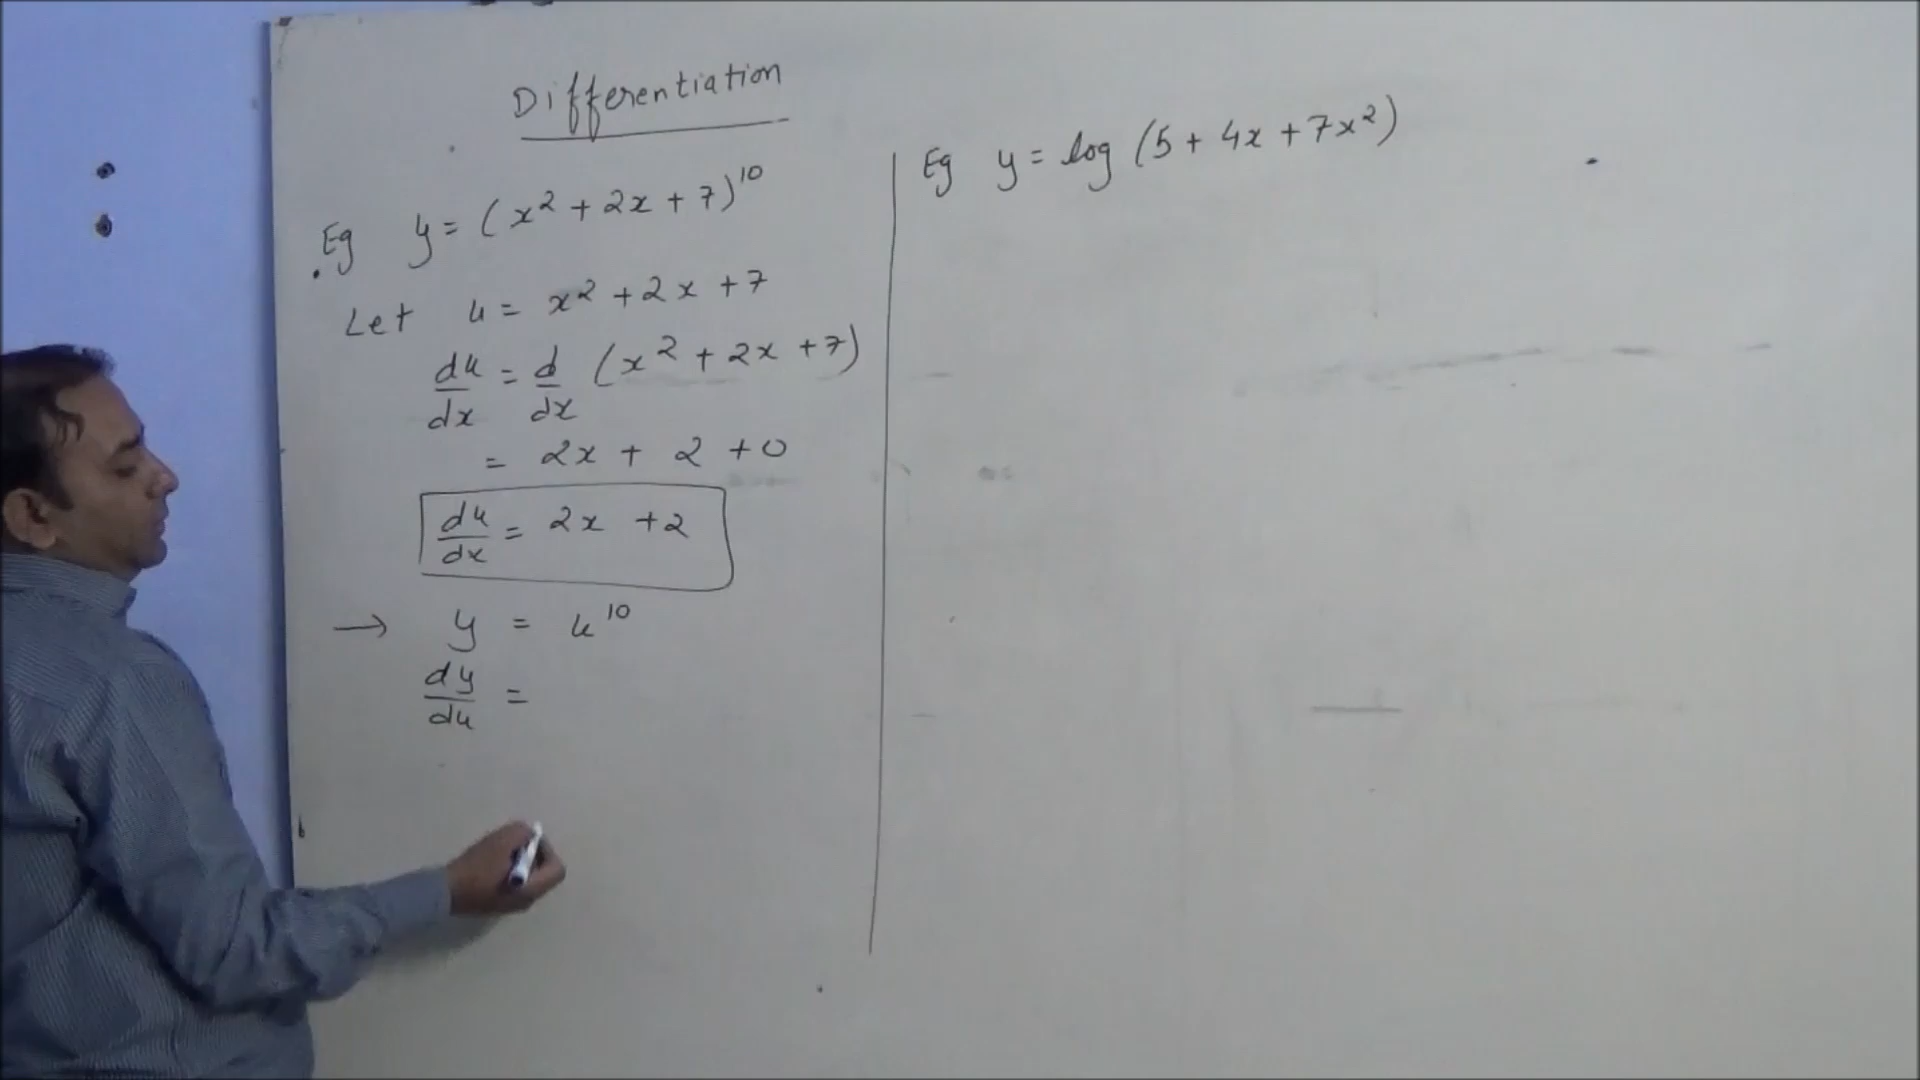 Differentiation
Eg y = (x² + 2x + 7)¹⁰
Let u = x² + 2x + 7
du/dx = d/dx (x² + 2x + 7)
= 2x + 2 + 0
du/dx = 2x + 2
→ y = u¹⁰
dy/du =
Eg y = log (5 + 4x + 7x²)